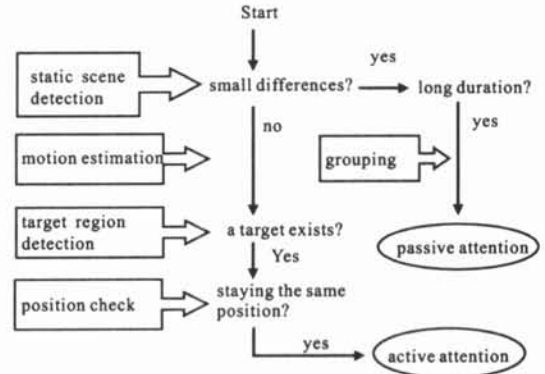 Start
static scene
detection
small differences?
yes
long duration?
no
yes
motion estimation
grouping
target region
detection
a target exists?
passive attention
Yes
position check
staying the same
position?
yes
active attention